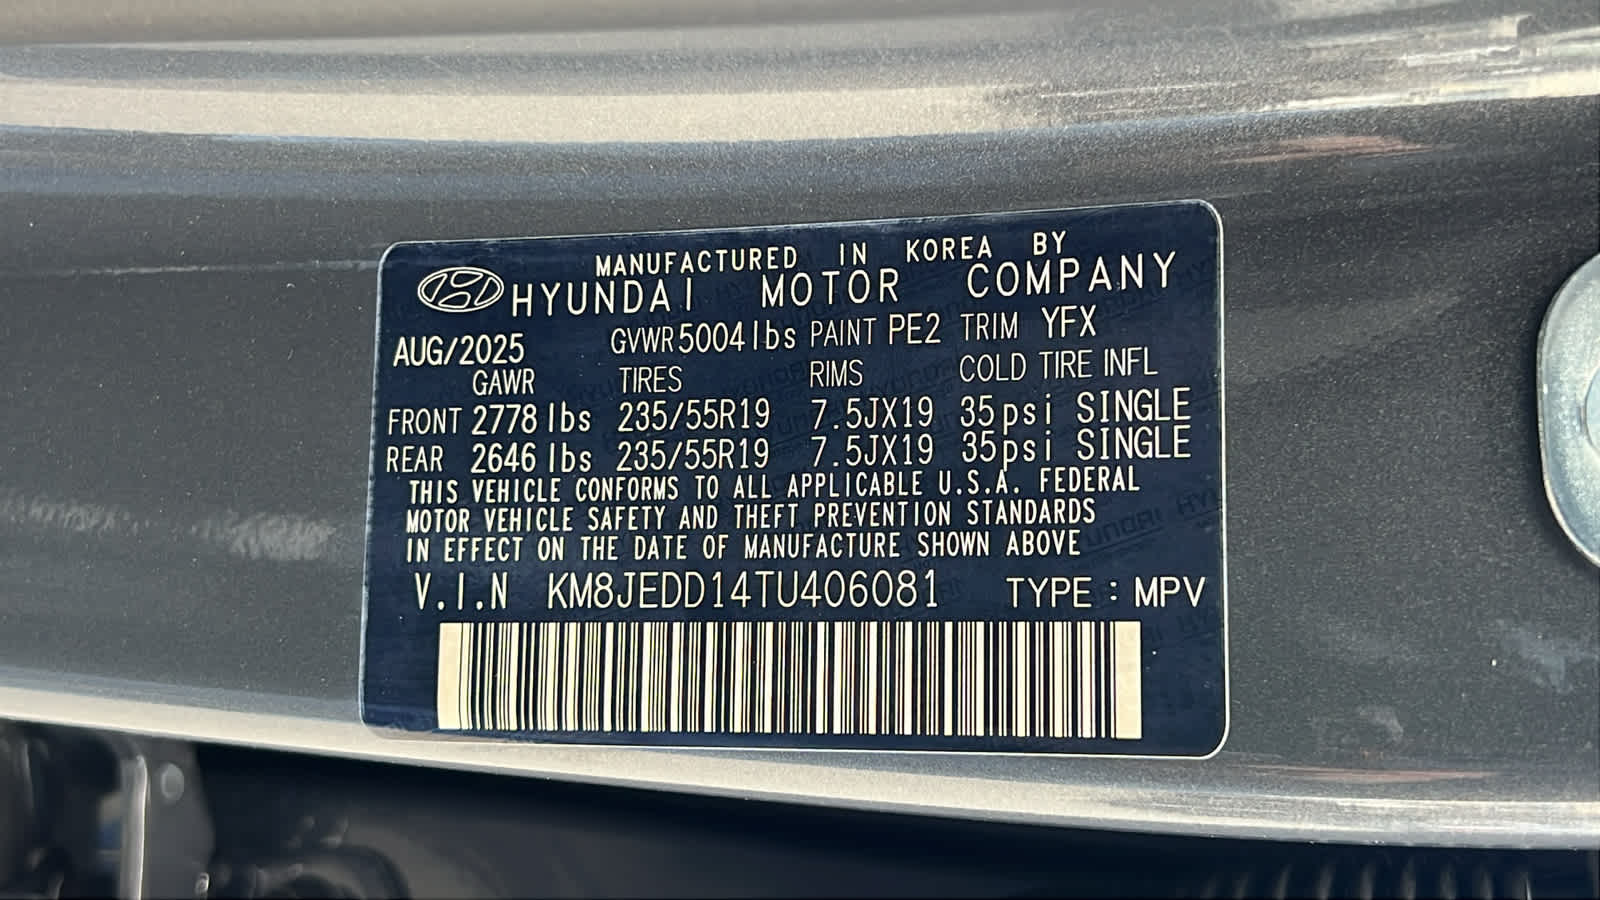 MANUFACTURED IN KOREA BY
HYUNDAI MOTOR COMPANY
AUG/2025 GVWR 5004 lbs PAINT PE2 TRIM YFX
GAWR TIRES RIMS COLD TIRE INFL
FRONT 2778 lbs 235/55R19 7.5JX19 35psi SINGLE
REAR 2646 lbs 235/55R19 7.5JX19 35psi SINGLE
THIS VEHICLE CONFORMS TO ALL APPLICABLE U.S.A. FEDERAL
MOTOR VEHICLE SAFETY AND THEFT PREVENTION STANDARDS
IN EFFECT ON THE DATE OF MANUFACTURE SHOWN ABOVE
V.I.N KM8JEDD14TU406081 TYPE : MPV